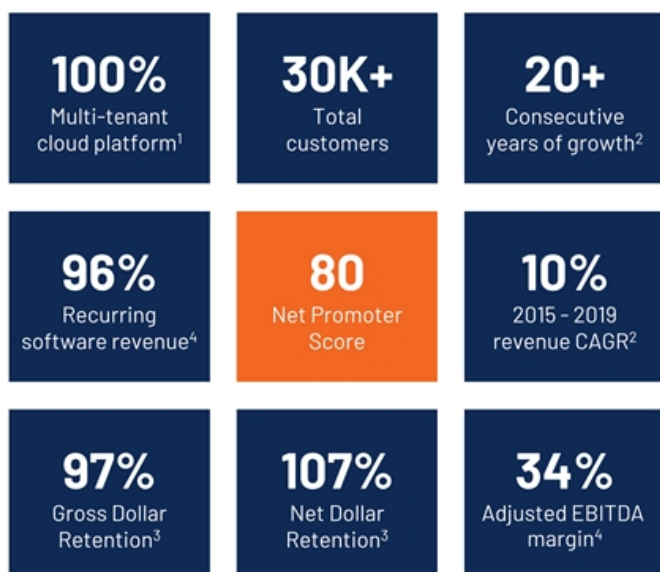 100%
Multi-tenant
cloud platform¹
30K+
Total
customers
20+
Consecutive
years of growth²
96%
Recurring
software revenue⁴
80
Net Promoter
Score
10%
2015 - 2019
revenue CAGR²
97%
Gross Dollar
Retention³
107%
Net Dollar
Retention³
34%
Adjusted EBITDA
margin⁴